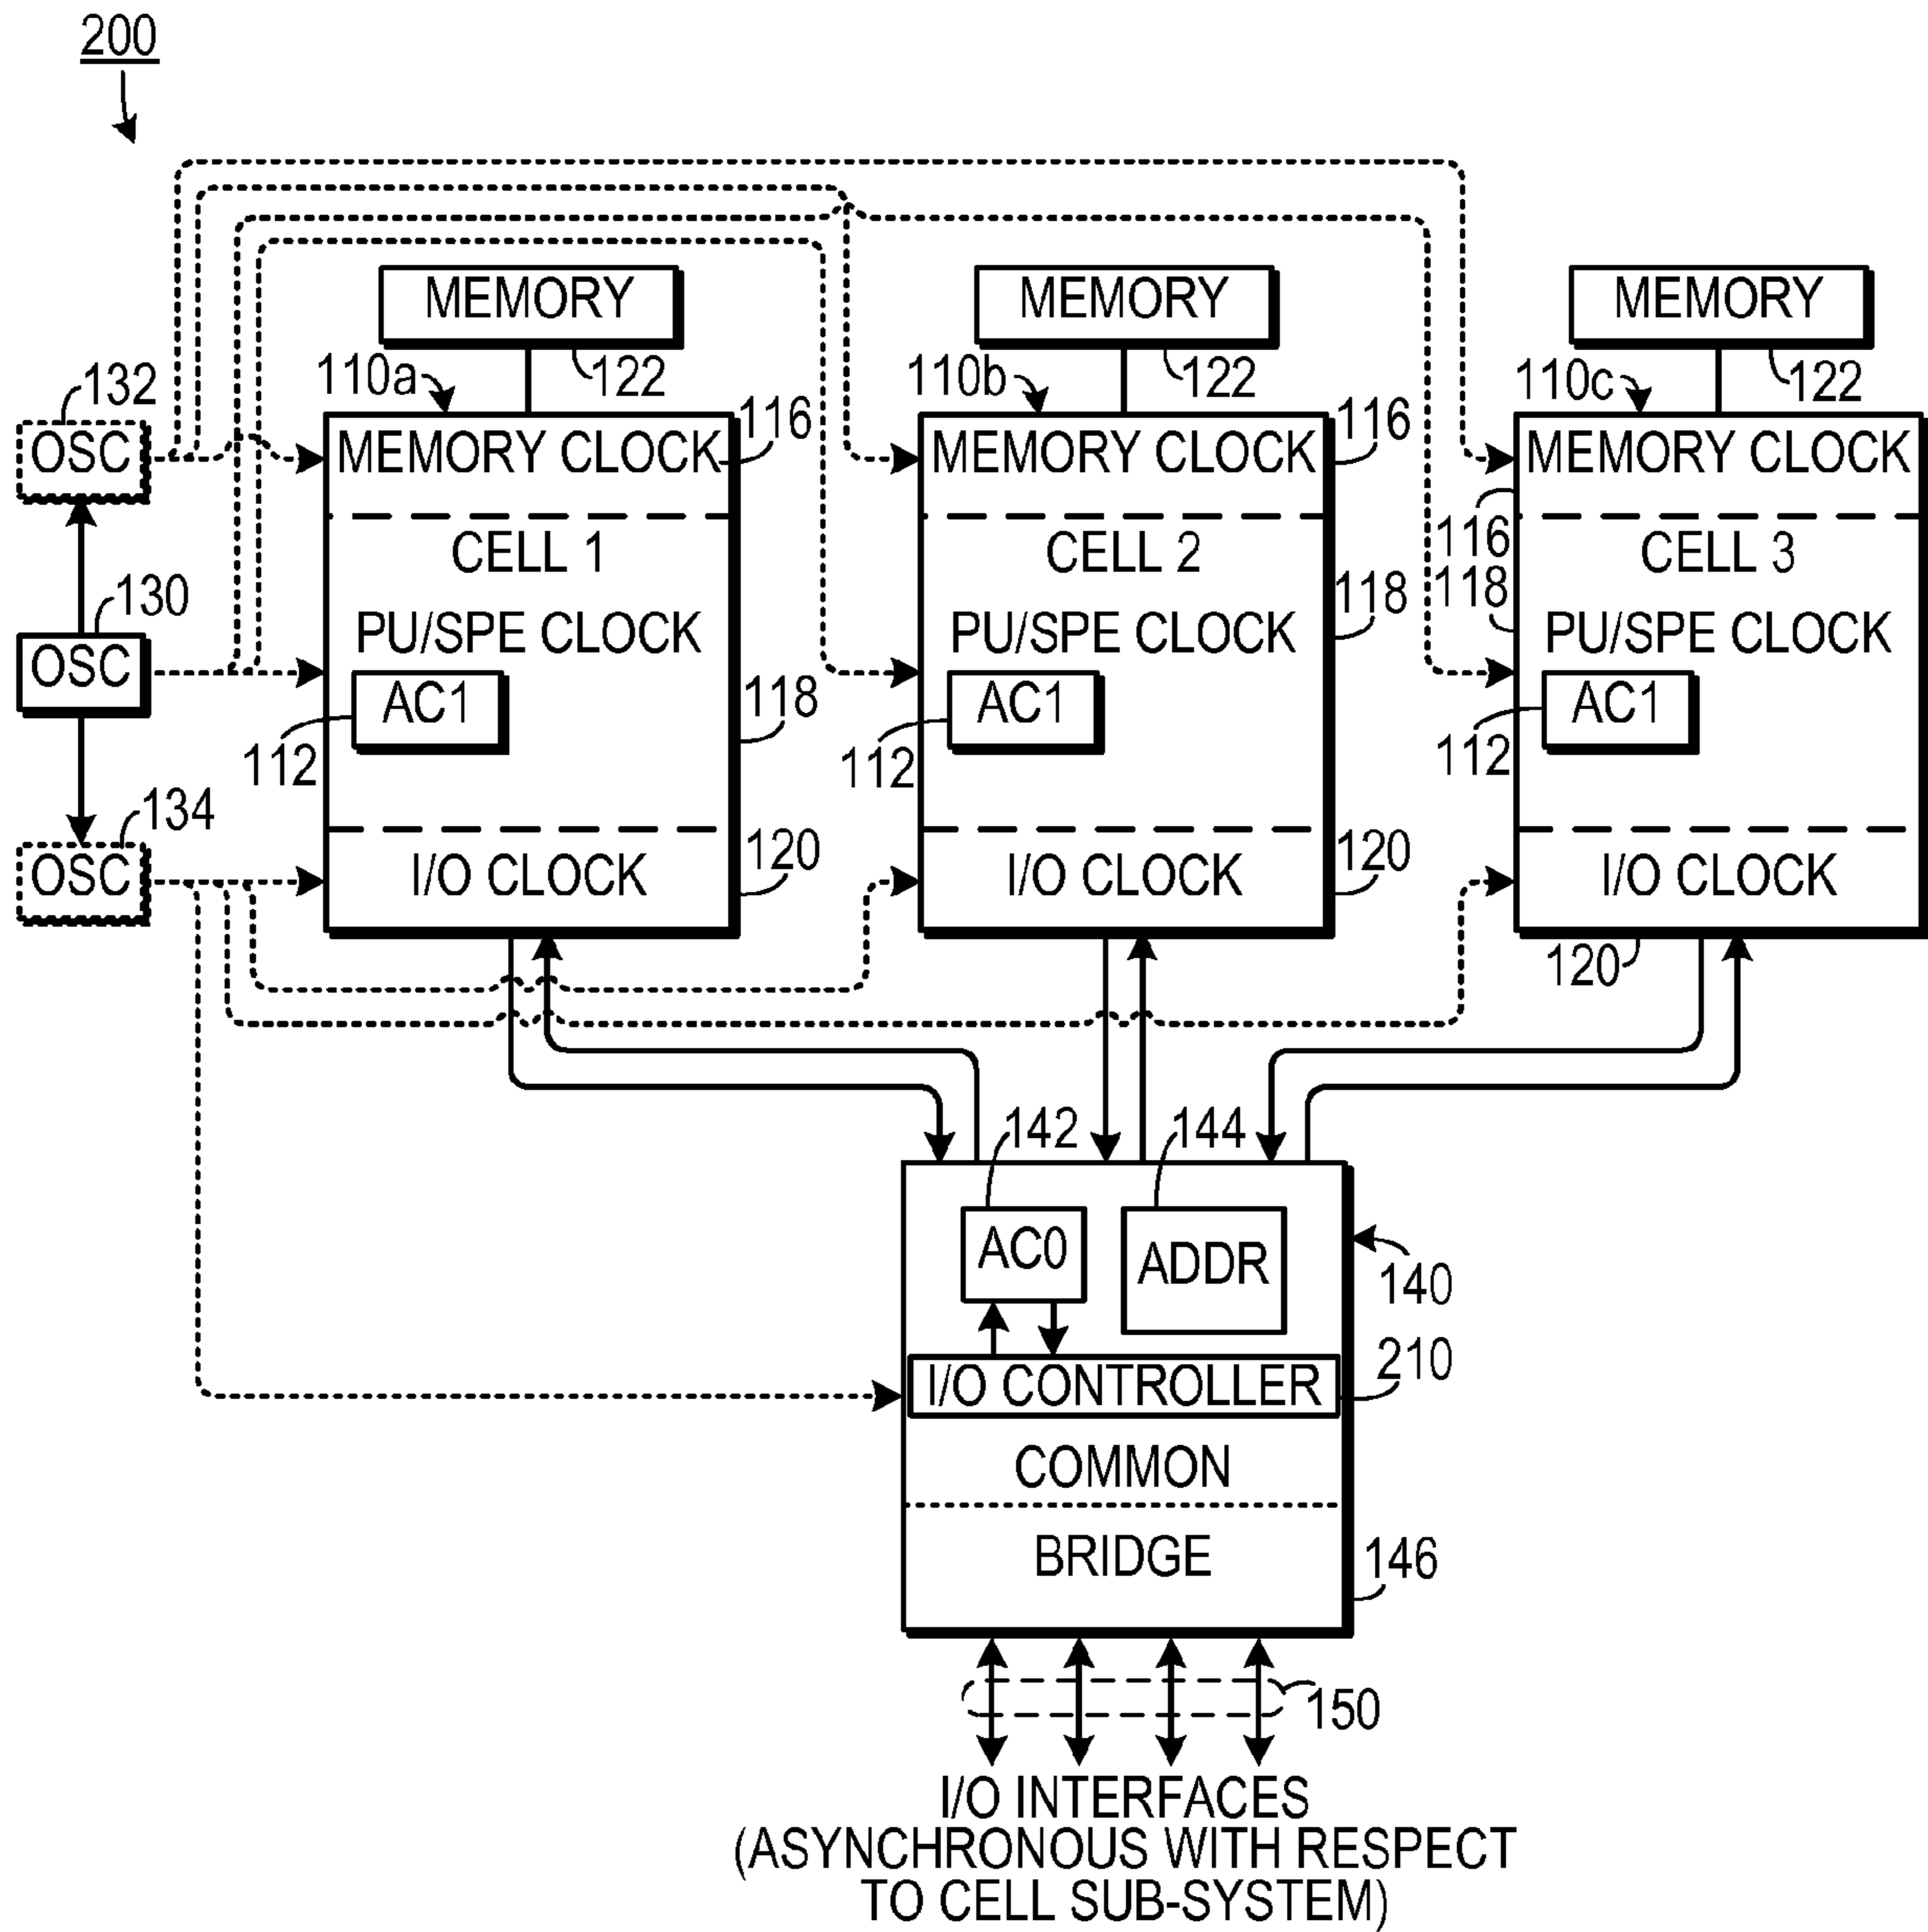 200
MEMORY
MEMORY
MEMORY
110a
122
110b
122
110c
122
132
OSC
MEMORY CLOCK
116
MEMORY CLOCK
116
MEMORY CLOCK
116
CELL 1
CELL 2
CELL 3
130
OSC
PU/SPE CLOCK
PU/SPE CLOCK
118
118
PU/SPE CLOCK
AC1
118
AC1
AC1
112
112
112
134
OSC
I/O CLOCK
120
I/O CLOCK
120
I/O CLOCK
120
142
144
AC0
ADDR
140
I/O CONTROLLER
210
COMMON
BRIDGE
146
150
I/O INTERFACES
(ASYNCHRONOUS WITH RESPECT
TO CELL SUB-SYSTEM)